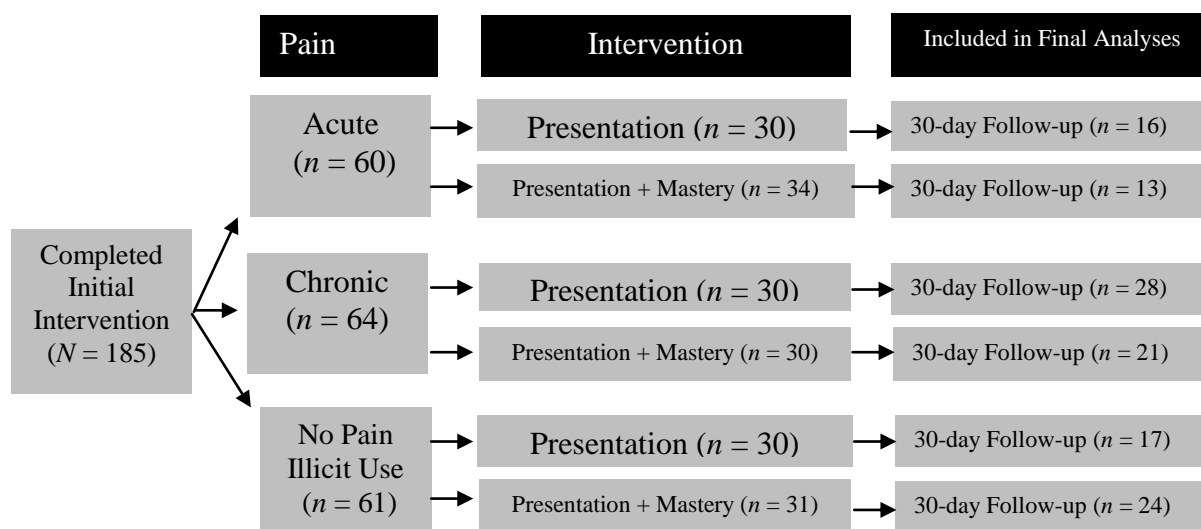 Pain
Intervention
Included in Final Analyses
Acute
(n = 60)
Presentation (n = 30)
30-day Follow-up (n = 16)
Presentation + Mastery (n = 34)
30-day Follow-up (n = 13)
Completed
Initial
Intervention
(N = 185)
Chronic
(n = 64)
Presentation (n = 30)
30-day Follow-up (n = 28)
Presentation + Mastery (n = 30)
30-day Follow-up (n = 21)
No Pain
Illicit Use
(n = 61)
Presentation (n = 30)
30-day Follow-up (n = 17)
Presentation + Mastery (n = 31)
30-day Follow-up (n = 24)